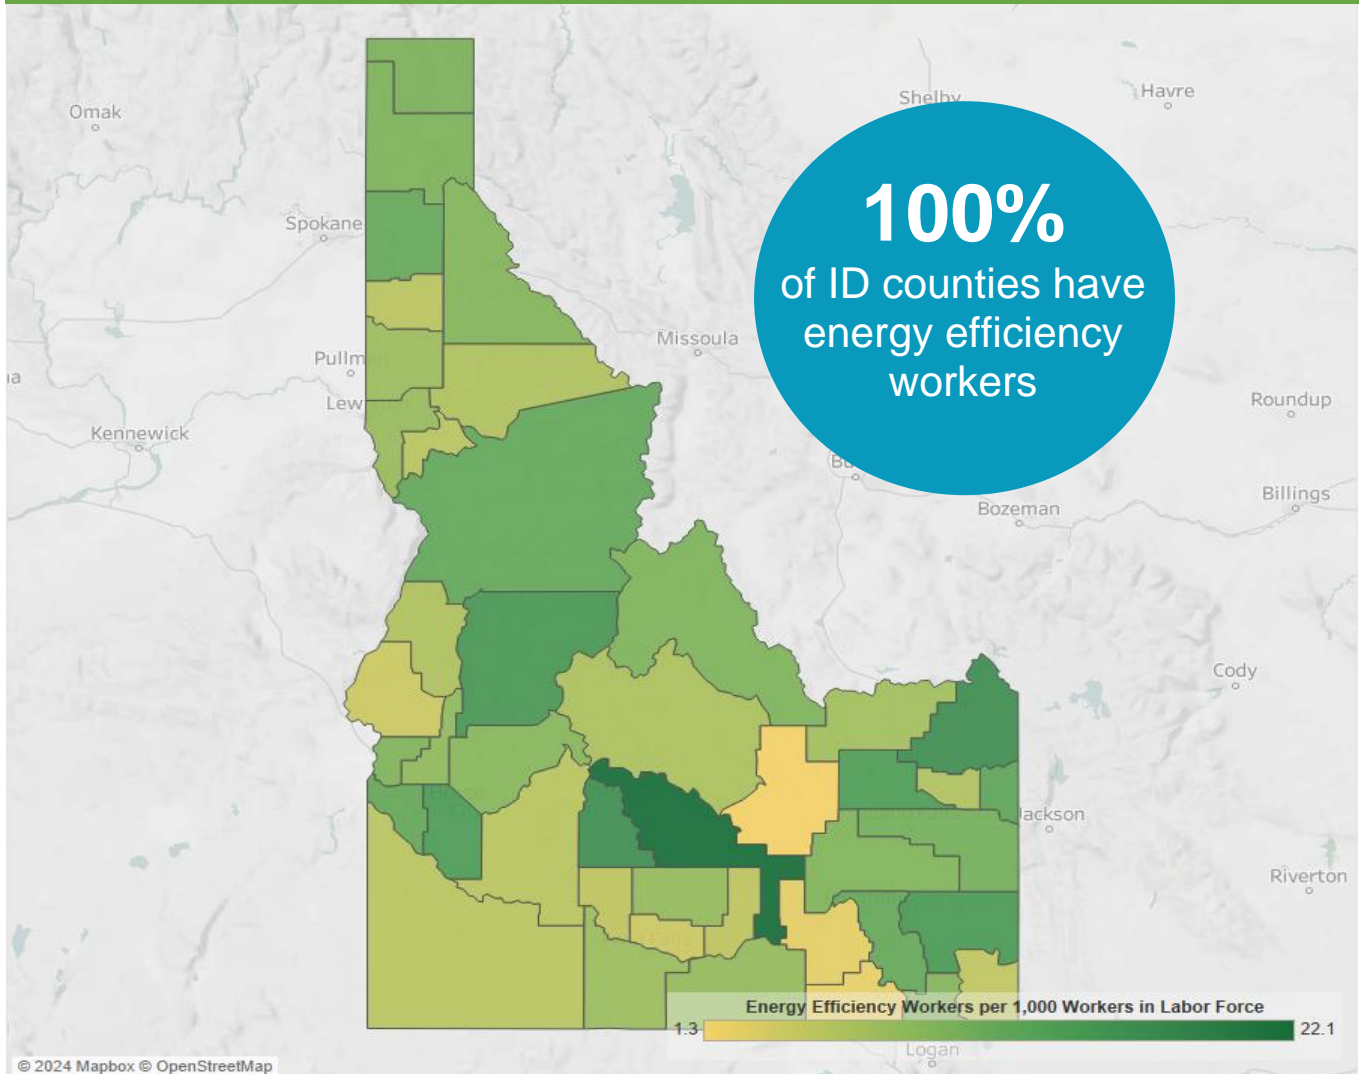 Omak
Shelby
Havre
100%
of ID counties have
energy efficiency
workers
Spokane
Missoula
Pullm
Lew
Roundup
Kennewick
Billings
Bozeman
Cody
Jackson
Riverton
Energy Efficiency Workers per 1,000 Workers in Labor Force
1.3
22.1
Logan
© 2024 Mapbox © OpenStreetMap